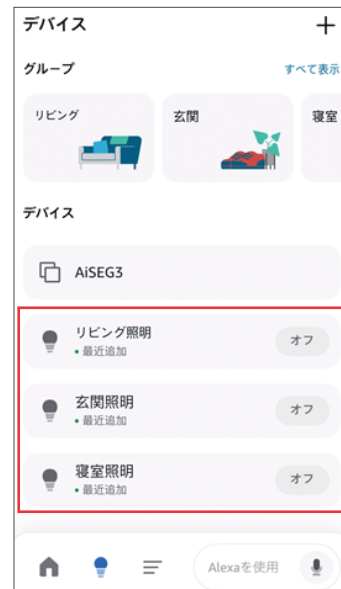 デバイス
グループ
すべて表示
リビング
玄関
寝室
デバイス
AiSEG3
リビング照明
オフ
• 最近追加
玄関照明
オフ
• 最近追加
寝室照明
オフ
• 最近追加
Alexaを使用